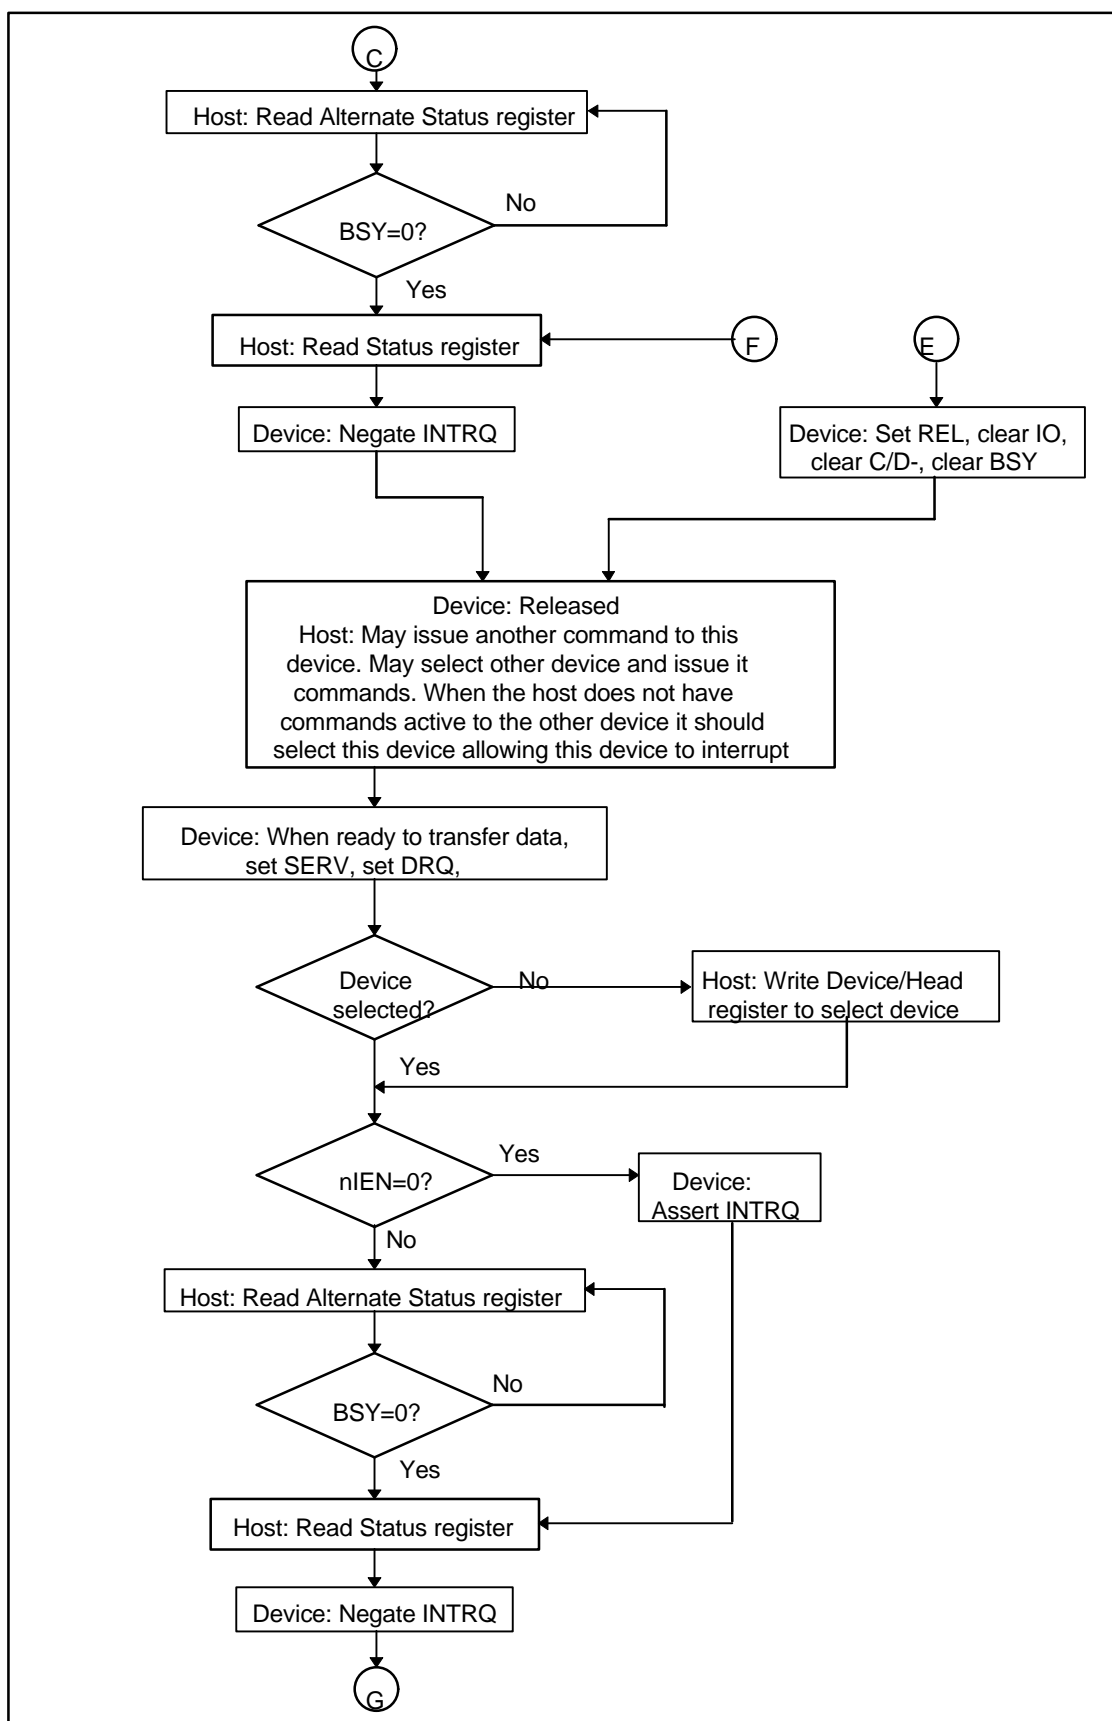 C
Host: Read Alternate Status register
No
BSY=0?
Yes
Host: Read Status register
F
E
Device: Negate INTRQ
Device: Set REL, clear IO,
clear C/D-, clear BSY
Device: Released
Host: May issue another command to this
device. May select other device and issue it
commands. When the host does not have
commands active to the other device it should
select this device allowing this device to interrupt
Device: When ready to transfer data,
set SERV, set DRQ,
Device
selected?
No
Host: Write Device/Head
register to select device
Yes
nIEN=0?
Yes
Device:
Assert INTRQ
No
Host: Read Alternate Status register
No
BSY=0?
Yes
Host: Read Status register
Device: Negate INTRQ
G